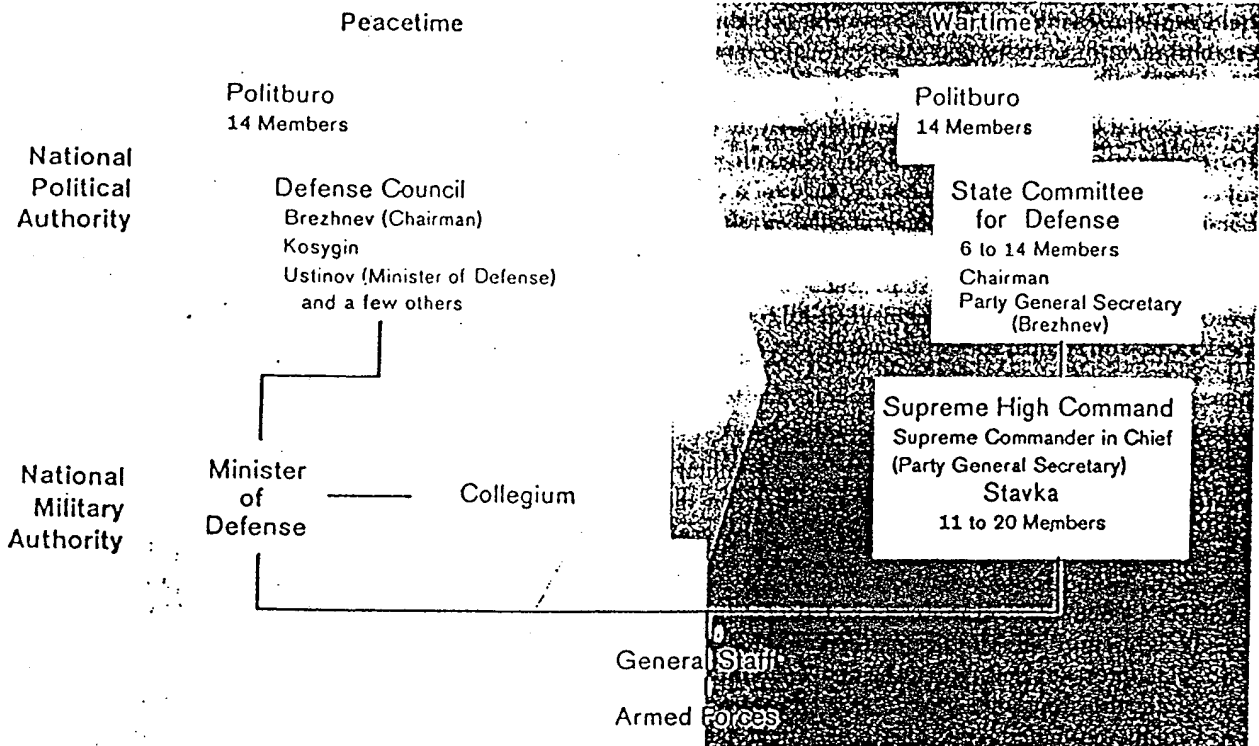 Peacetime
Wartime
Politburo
14 Members
Politburo
14 Members
National
Political
Authority
Defense Council
Brezhnev (Chairman)
Kosygin
Ustinov (Minister of Defense)
and a few others
State Committee
for Defense
6 to 14 Members
Chairman
Party General Secretary
(Brezhnev)
National
Military
Authority
Minister
of
Defense
Collegium
Supreme High Command
Supreme Commander in Chief
(Party General Secretary)
Stavka
11 to 20 Members
General Staff
Armed Forces